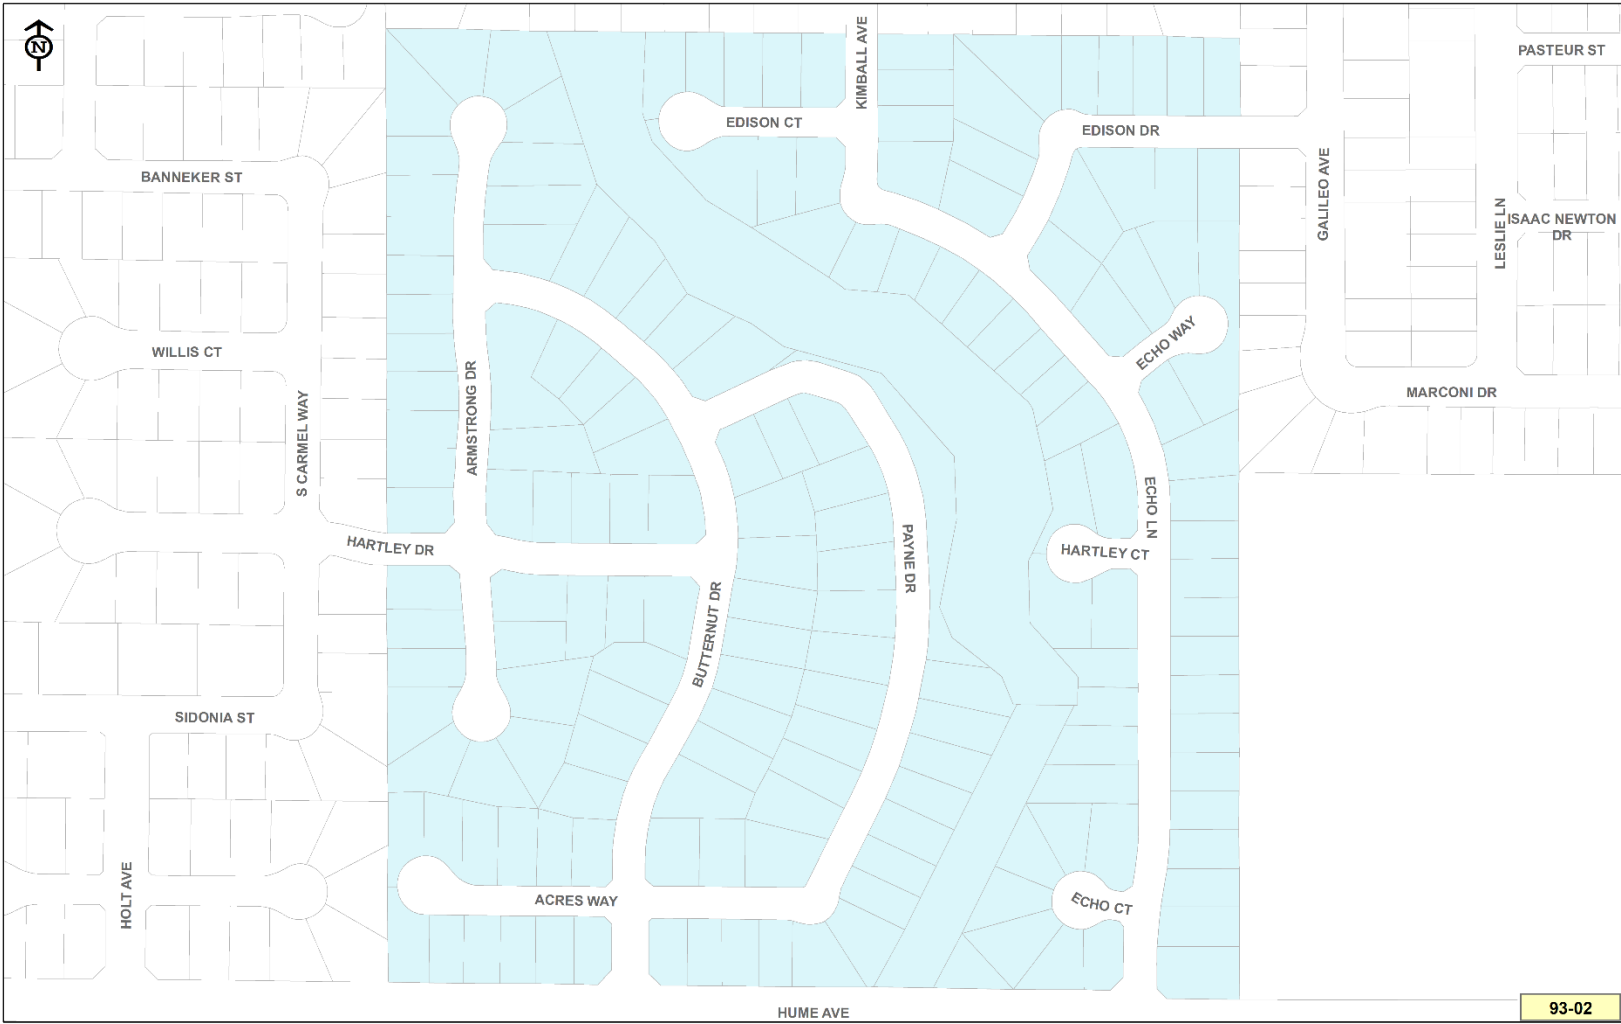 N
KIMBALL AVE
PASTEUR ST
EDISON CT
EDISON DR
BANNEKER ST
GALILEO AVE
LESLIE LN
ISAAC NEWTON
DR
WILLIS CT
ECHO WAY
S CARMEL WAY
ARMSTRONG DR
MARCONI DR
HARTLEY DR
PAYNE DR
ECHO LN
HARTLEY CT
BUTTERNUT DR
SIDONIA ST
HOLT AVE
ACRES WAY
ECHO CT
HUME AVE
93-02